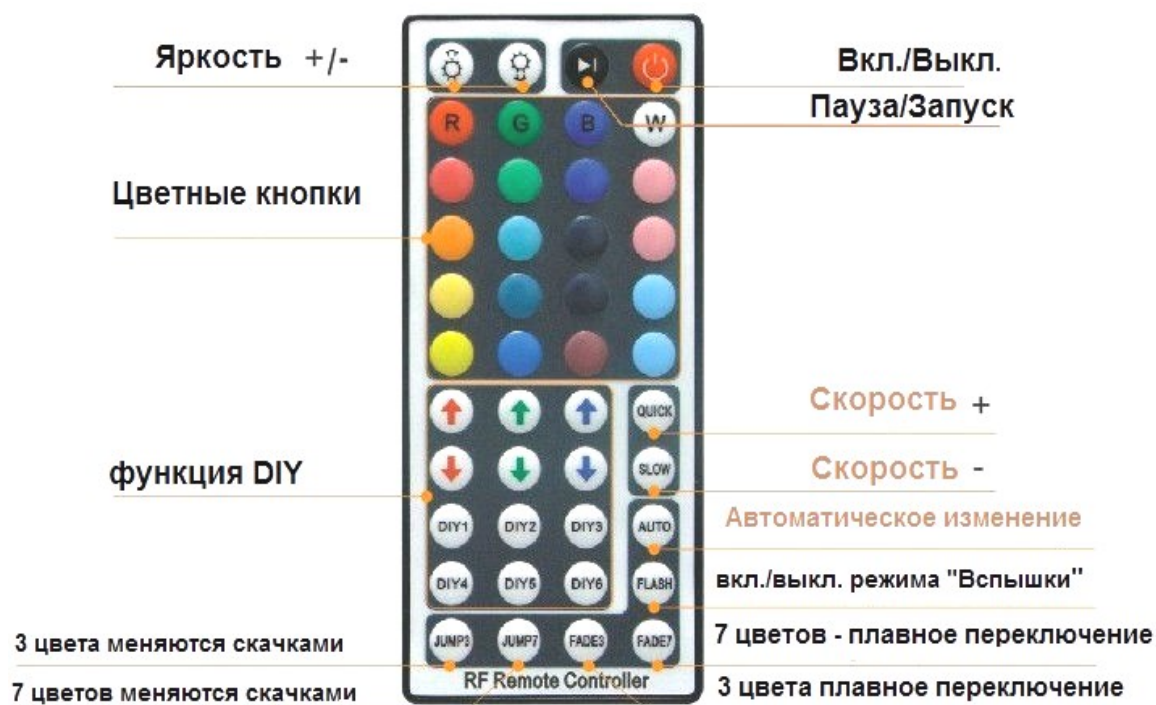 Яркость +/-
Вкл./Выкл.
Пауза/Запуск
R G B W
Цветные кнопки
QUICK
Скорость +
SLOW
Скорость -
функция DIY
DIY1 DIY2 DIY3 AUTO
Автоматическое изменение
DIY4 DIY5 DIY6 FLASH
вкл./выкл. режима "Вспышки"
JUMP3 JUMP7 FADE3 FADE7
3 цвета меняются скачками
7 цветов - плавное переключение
RF Remote Controller
7 цветов меняются скачками
3 цвета плавное переключение